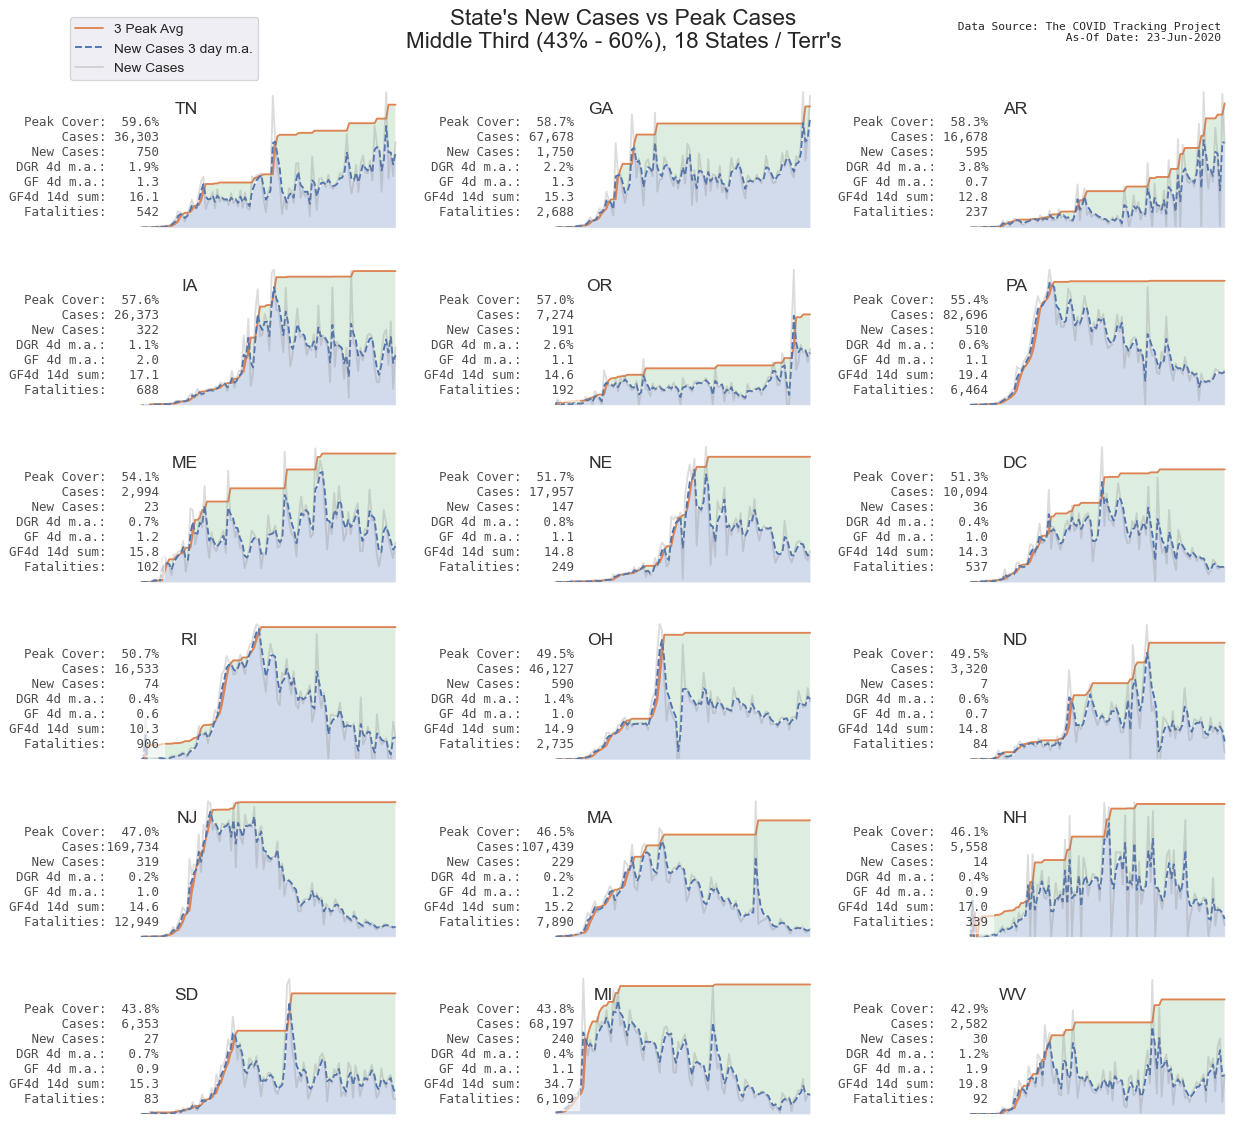 State's New Cases vs Peak Cases
Middle Third (43% - 60%), 18 States / Terr's
3 Peak Avg
New Cases 3 day m.a.
New Cases
Data Source: The COVID Tracking Project
As-Of Date: 23-Jun-2020
TN
Peak Cover: 59.6%
Cases: 36,303
New Cases: 750
DGR 4d m.a.: 1.9%
GF 4d m.a.: 1.3
GF4d 14d sum: 16.1
Fatalities: 542
GA
Peak Cover: 58.7%
Cases: 67,678
New Cases: 1,750
DGR 4d m.a.: 2.2%
GF 4d m.a.: 1.3
GF4d 14d sum: 15.3
Fatalities: 2,688
AR
Peak Cover: 58.3%
Cases: 16,678
New Cases: 595
DGR 4d m.a.: 3.8%
GF 4d m.a.: 0.7
GF4d 14d sum: 12.8
Fatalities: 237
IA
Peak Cover: 57.6%
Cases: 26,373
New Cases: 322
DGR 4d m.a.: 1.1%
GF 4d m.a.: 2.0
GF4d 14d sum: 17.1
Fatalities: 688
OR
Peak Cover: 57.0%
Cases: 7,274
New Cases: 191
DGR 4d m.a.: 2.6%
GF 4d m.a.: 1.1
GF4d 14d sum: 14.6
Fatalities: 192
PA
Peak Cover: 55.4%
Cases: 82,696
New Cases: 510
DGR 4d m.a.: 0.6%
GF 4d m.a.: 1.1
GF4d 14d sum: 19.4
Fatalities: 6,464
ME
Peak Cover: 54.1%
Cases: 2,994
New Cases: 23
DGR 4d m.a.: 0.7%
GF 4d m.a.: 1.2
GF4d 14d sum: 15.8
Fatalities: 102
NE
Peak Cover: 51.7%
Cases: 17,957
New Cases: 147
DGR 4d m.a.: 0.8%
GF 4d m.a.: 1.1
GF4d 14d sum: 14.8
Fatalities: 249
DC
Peak Cover: 51.3%
Cases: 10,094
New Cases: 36
DGR 4d m.a.: 0.4%
GF 4d m.a.: 1.0
GF4d 14d sum: 14.3
Fatalities: 537
RI
Peak Cover: 50.7%
Cases: 16,533
New Cases: 74
DGR 4d m.a.: 0.4%
GF 4d m.a.: 0.6
GF4d 14d sum: 10.3
Fatalities: 906
OH
Peak Cover: 49.5%
Cases: 46,127
New Cases: 590
DGR 4d m.a.: 1.4%
GF 4d m.a.: 1.0
GF4d 14d sum: 14.9
Fatalities: 2,735
ND
Peak Cover: 49.5%
Cases: 3,320
New Cases: 7
DGR 4d m.a.: 0.6%
GF 4d m.a.: 0.7
GF4d 14d sum: 14.8
Fatalities: 84
NJ
Peak Cover: 47.0%
Cases:169,734
New Cases: 319
DGR 4d m.a.: 0.2%
GF 4d m.a.: 1.0
GF4d 14d sum: 14.6
Fatalities: 12,949
MA
Peak Cover: 46.5%
Cases:107,439
New Cases: 229
DGR 4d m.a.: 0.2%
GF 4d m.a.: 1.2
GF4d 14d sum: 15.2
Fatalities: 7,890
NH
Peak Cover: 46.1%
Cases: 5,558
New Cases: 14
DGR 4d m.a.: 0.4%
GF 4d m.a.: 0.9
GF4d 14d sum: 17.0
Fatalities: 339
SD
Peak Cover: 43.8%
Cases: 6,353
New Cases: 27
DGR 4d m.a.: 0.7%
GF 4d m.a.: 0.9
GF4d 14d sum: 15.3
Fatalities: 83
MI
Peak Cover: 43.8%
Cases: 68,197
New Cases: 240
DGR 4d m.a.: 0.4%
GF 4d m.a.: 1.1
GF4d 14d sum: 34.7
Fatalities: 6,109
WV
Peak Cover: 42.9%
Cases: 2,582
New Cases: 30
DGR 4d m.a.: 1.2%
GF 4d m.a.: 1.9
GF4d 14d sum: 19.8
Fatalities: 92